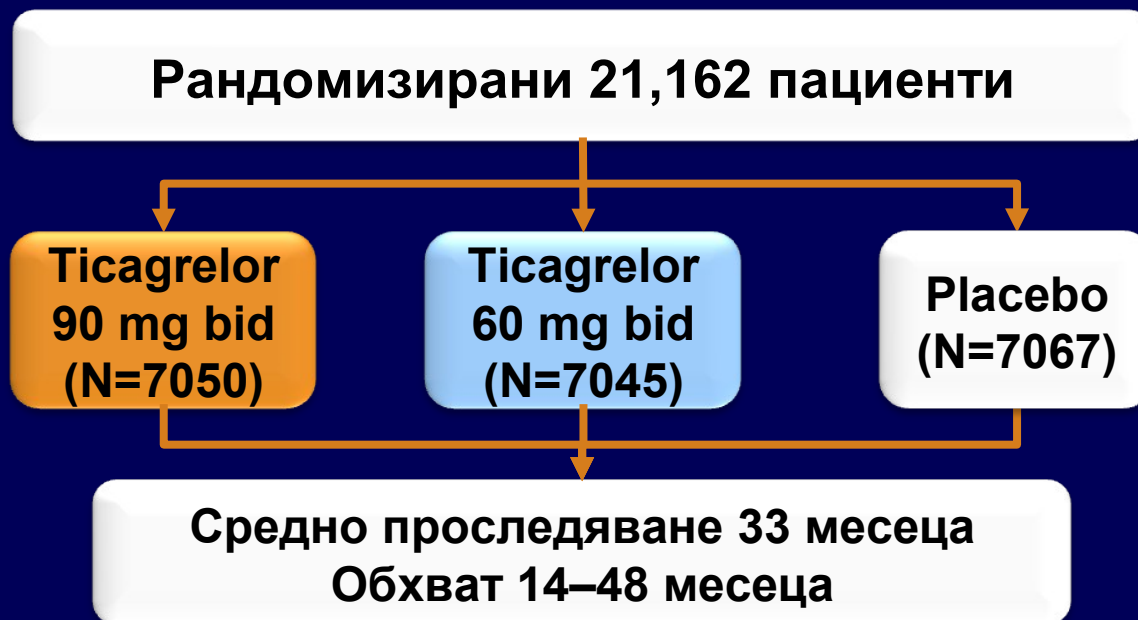 Рандомизирани 21,162 пациенти
Ticagrelor
90 mg bid
(N=7050)
Ticagrelor
60 mg bid
(N=7045)
Placebo
(N=7067)
Средно проследяване 33 месеца
Обхват 14–48 месеца